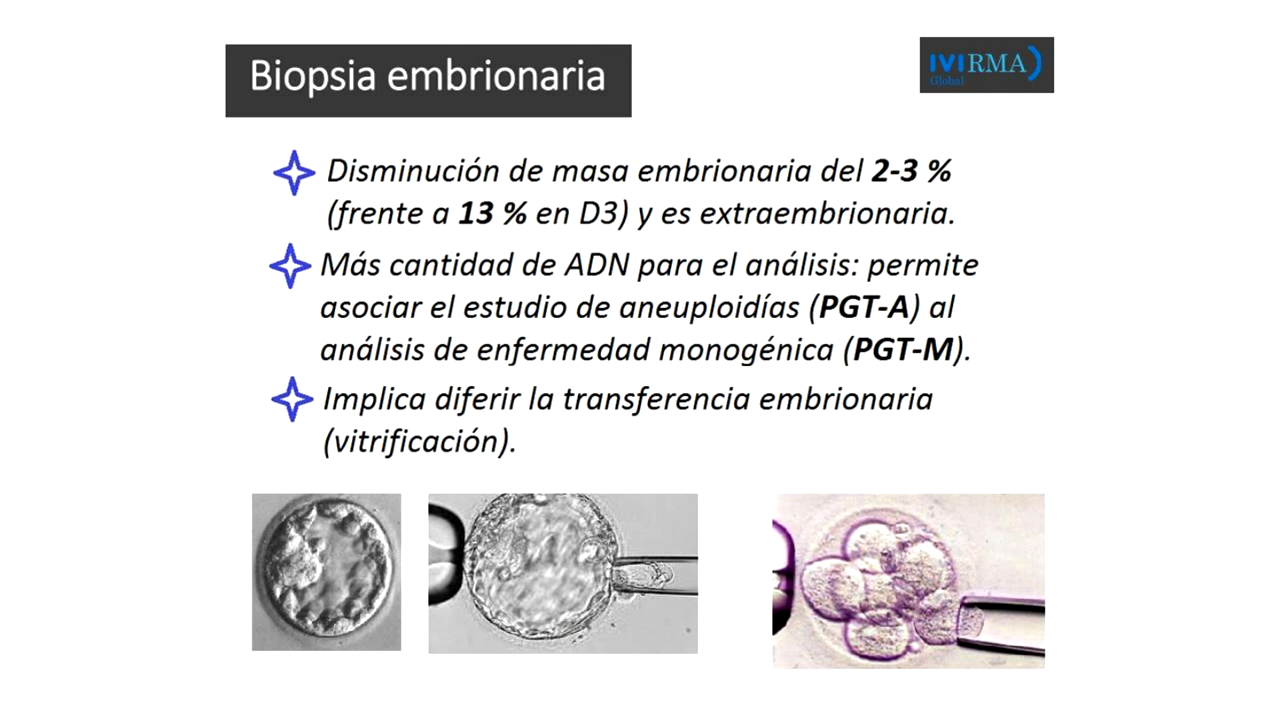 Biopsia embrionaria
IVIRMA
Global
Disminución de masa embrionaria del 2-3 %
(frente a 13 % en D3) y es extraembrionaria.
Más cantidad de ADN para el análisis: permite
asociar el estudio de aneuploidías (PGT-A) al
análisis de enfermedad monogénica (PGT-M).
Implica diferir la transferencia embrionaria
(vitrificación).